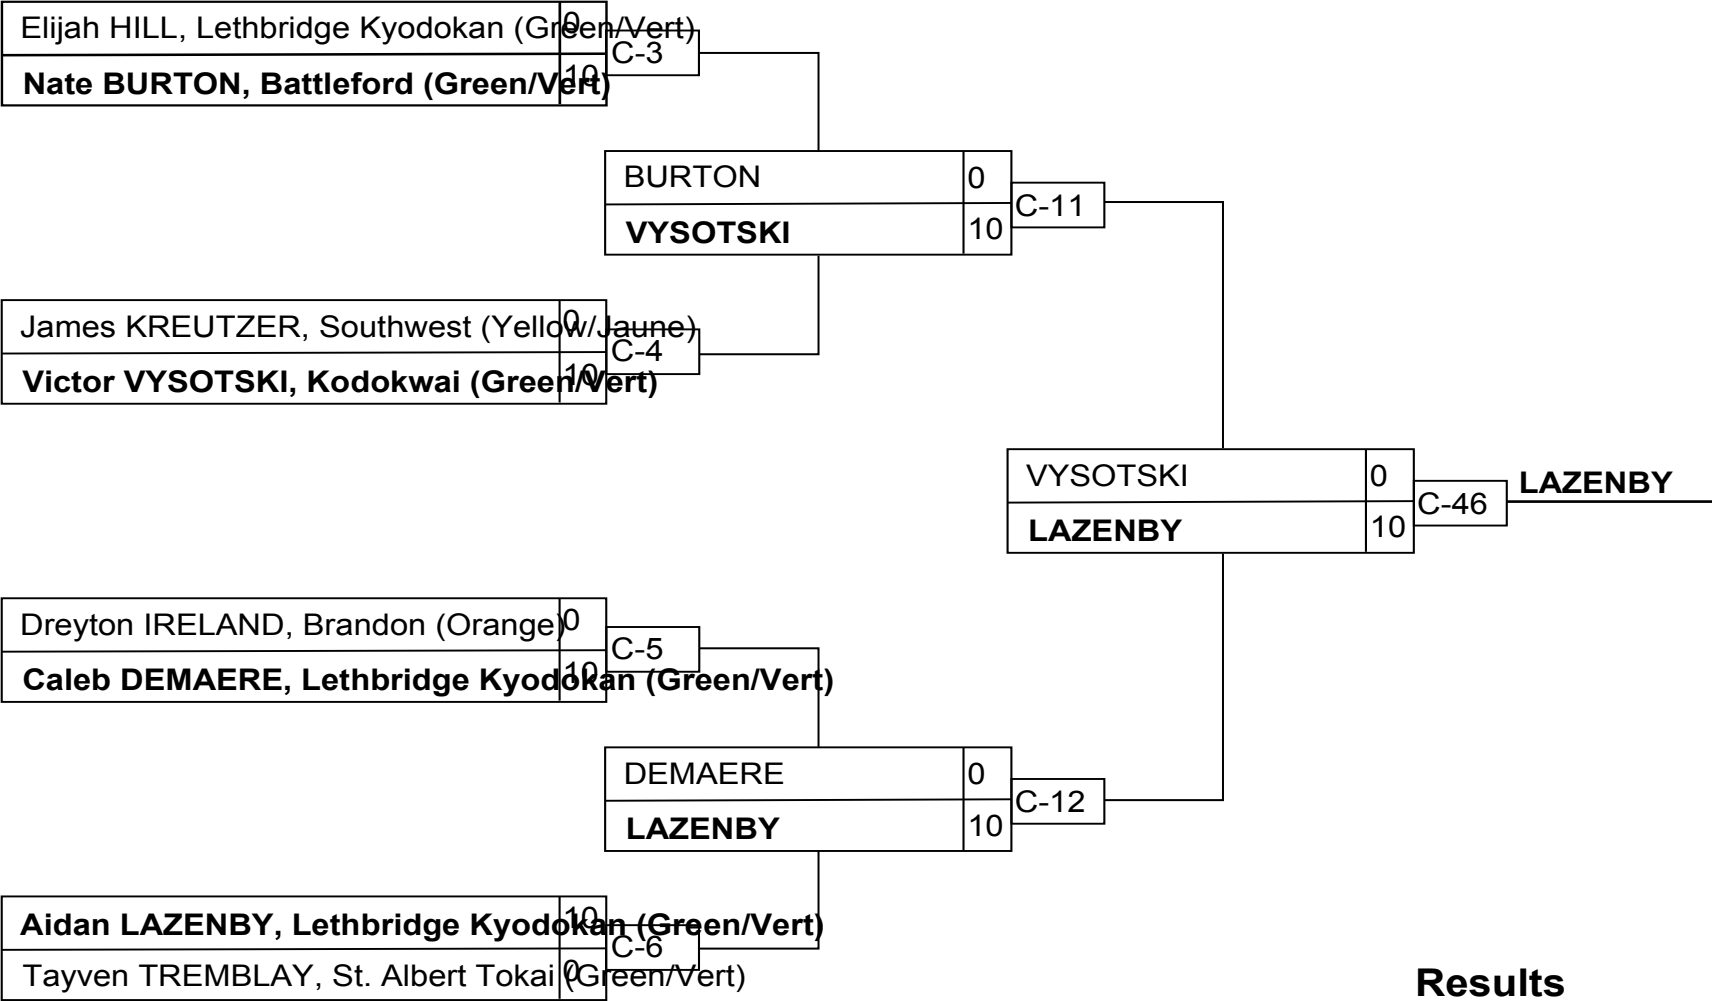 Elijah HILL, Lethbridge Kyodokan (Green/Vert) 0
C-3
Nate BURTON, Battleford (Green/Vert) 10
BURTON 0
C-11
VYSOTSKI 10
James KREUTZER, Southwest (Yellow/Jaune) 0
C-4
Victor VYSOTSKI, Kodokwai (Green/Vert) 10
VYSOTSKI 0
C-46 LAZENBY
LAZENBY 10
Dreyton IRELAND, Brandon (Orange) 0
C-5
Caleb DEMAERE, Lethbridge Kyodokan (Green/Vert) 10
DEMAERE 0
C-12
LAZENBY 10
Aidan LAZENBY, Lethbridge Kyodokan (Green/Vert) 10
C-6
Tayven TREMBLAY, St. Albert Tokai (Green/Vert) 0
Results